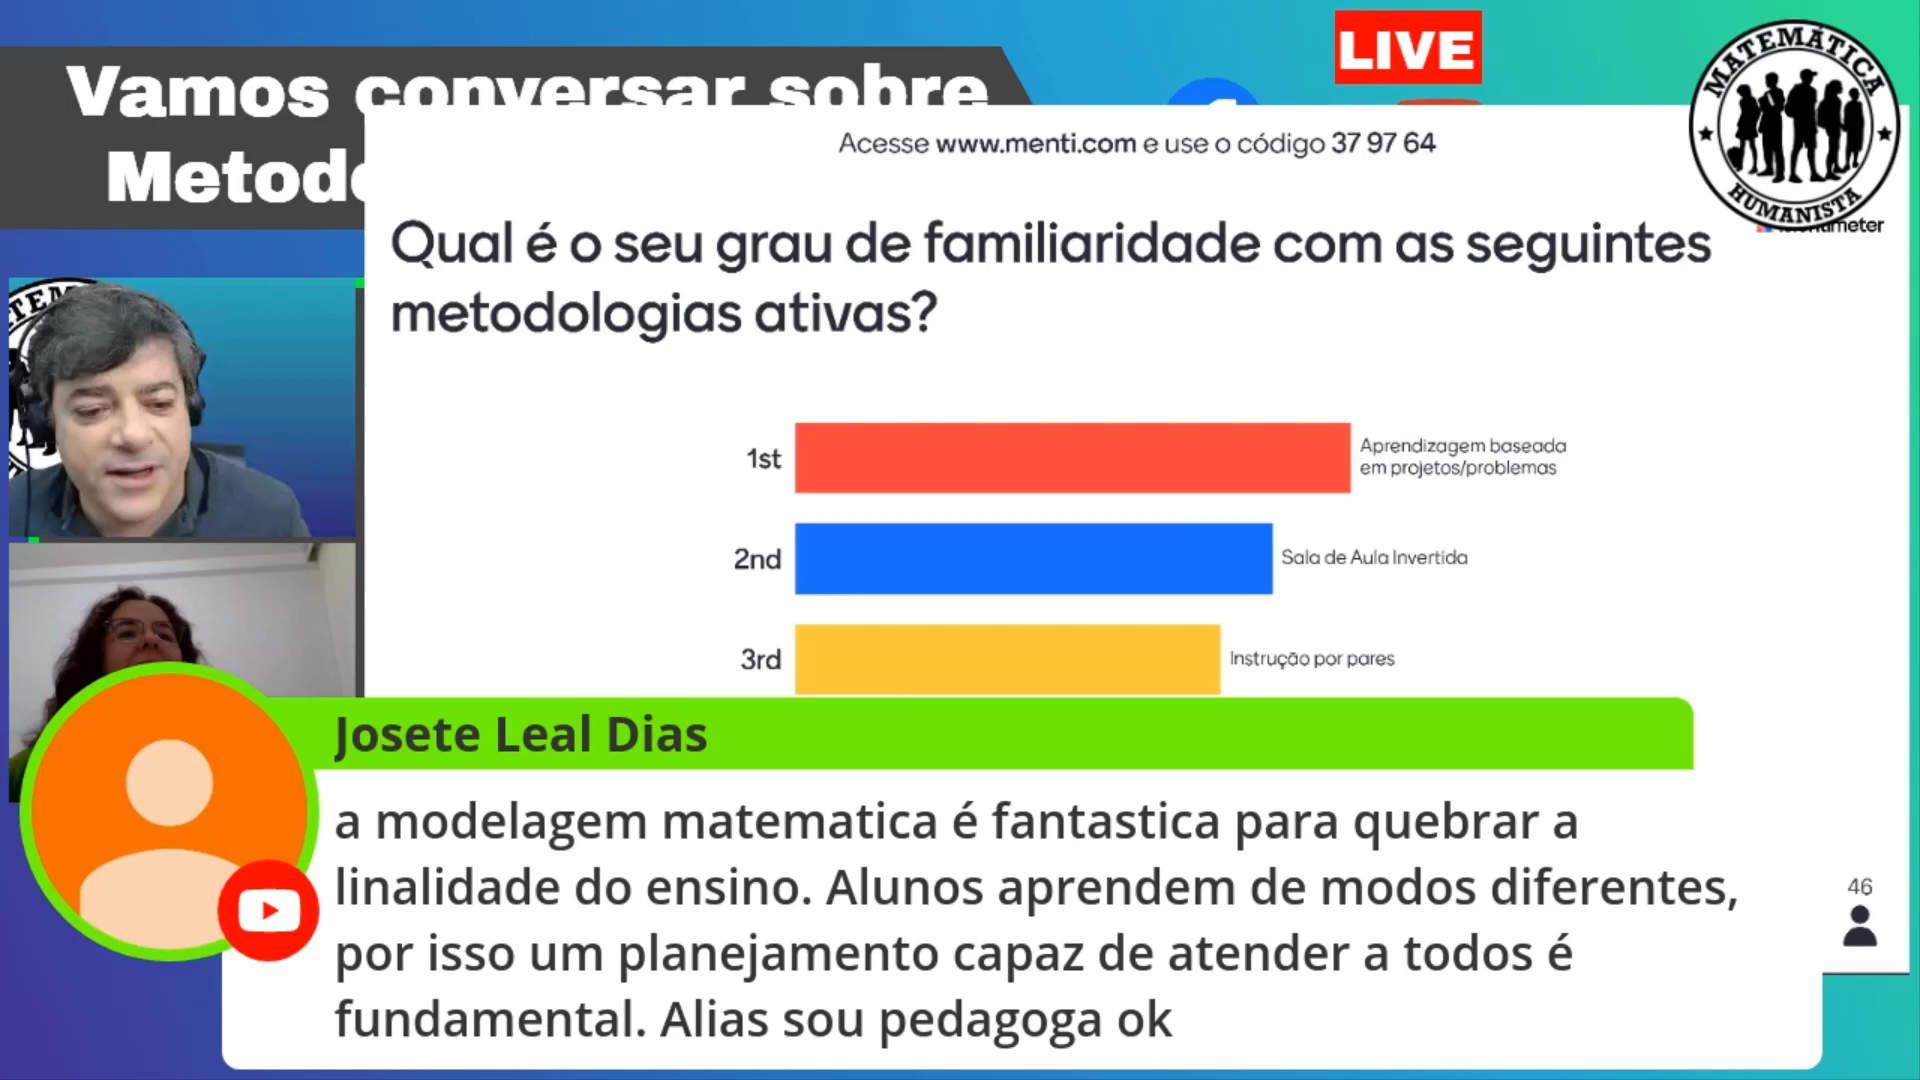 Vamos conversar sobre
LIVE
MATEMÁTICA
HUMANISTA
Acesse www.menti.com e use o código 37 97 64
Qual é o seu grau de familiaridade com as seguintes
metodologias ativas?
1st
Aprendizagem baseada
em projetos/problemas
2nd
Sala de Aula Invertida
3rd
Instrução por pares
Josete Leal Dias
a modelagem matematica é fantastica para quebrar a
linalidade do ensino. Alunos aprendem de modos diferentes,
por isso um planejamento capaz de atender a todos é
fundamental. Alias sou pedagoga ok
46